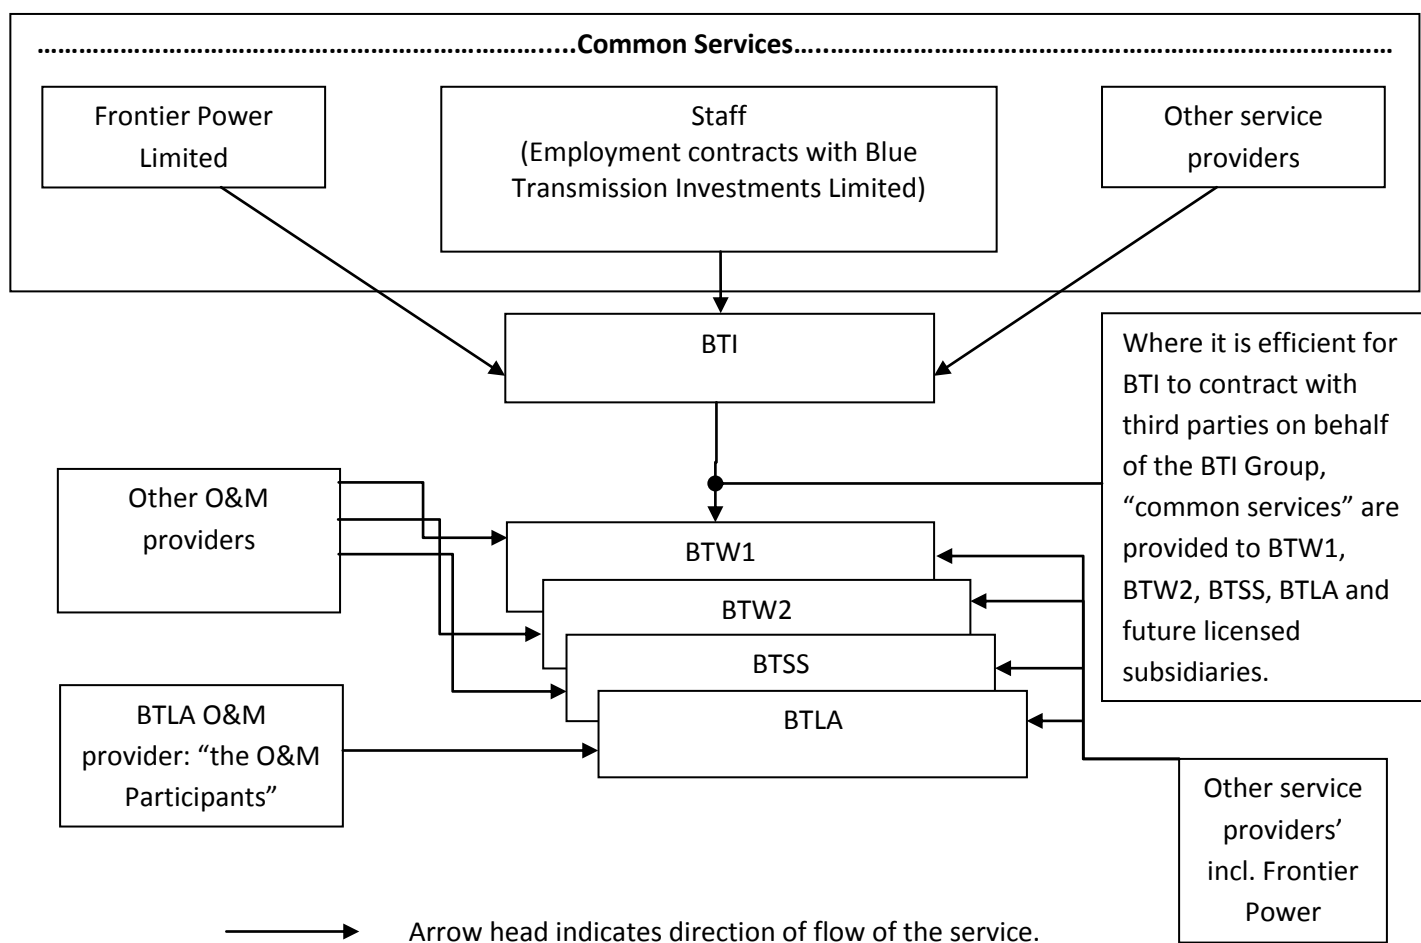 ………………………………………………………….....Common Services…...………………………………………………………
Frontier Power
Limited
Staff
(Employment contracts with Blue
Transmission Investments Limited)
Other service
providers
BTI
Where it is efficient for
BTI to contract with
third parties on behalf
of the BTI Group,
“common services” are
provided to BTW1,
BTW2, BTSS, BTLA and
future licensed
subsidiaries.
Other O&M
providers
BTW1
BTW2
BTSS
BTLA
BTLA O&M
provider: “the O&M
Participants”
Other service
providers’
incl. Frontier
Power
Arrow head indicates direction of flow of the service.